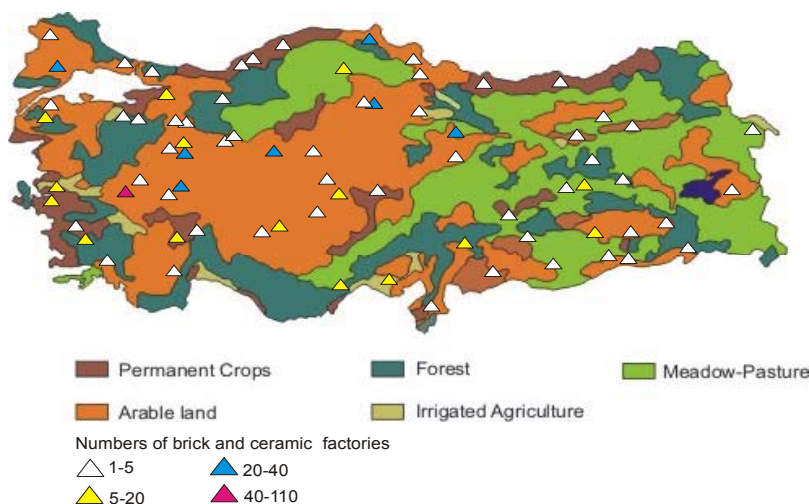 Permanent Crops
Forest
Meadow-Pasture
Arable land
Irrigated Agriculture
Numbers of brick and ceramic factories
1-5
20-40
5-20
40-110